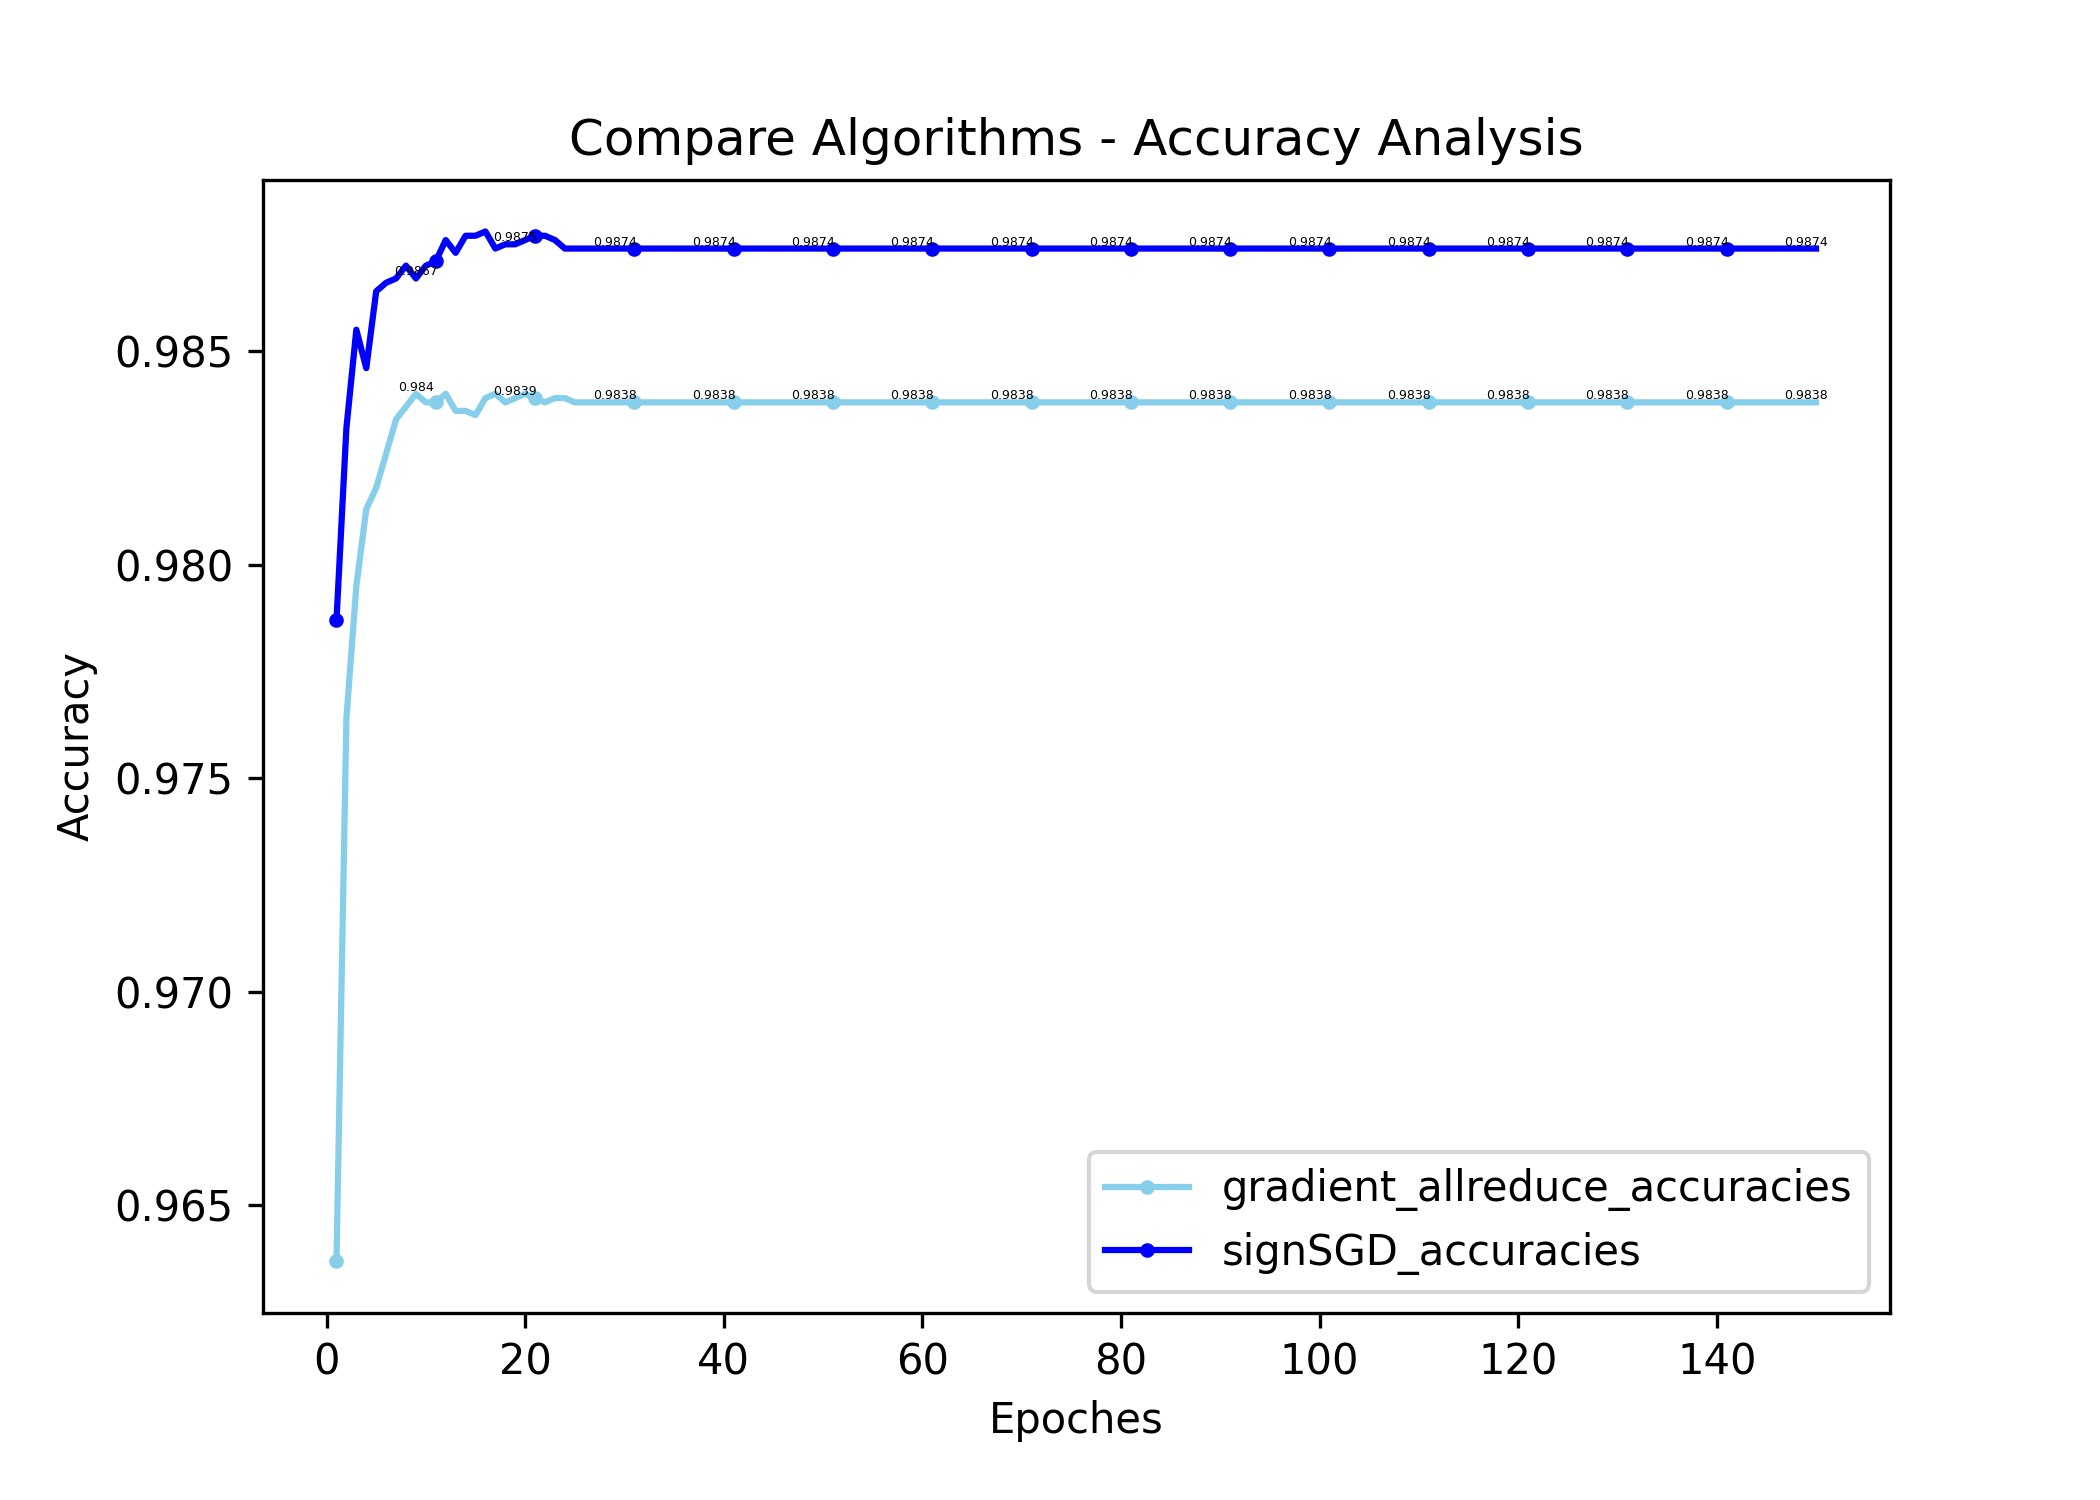 Compare Algorithms - Accuracy Analysis
0.9874 0.9874 0.9874 0.9874 0.9874 0.9874 0.9874 0.9874 0.9874 0.9874 0.9874 0.9874 0.9874
0.985
0.984 0.9839 0.9838 0.9838 0.9838 0.9838 0.9838 0.9838 0.9838 0.9838 0.9838 0.9838 0.9838 0.9838 0.9838
0.980
0.975
0.970
0.965
Accuracy
gradient_allreduce_accuracies
signSGD_accuracies
0 20 40 60 80 100 120 140
Epoches